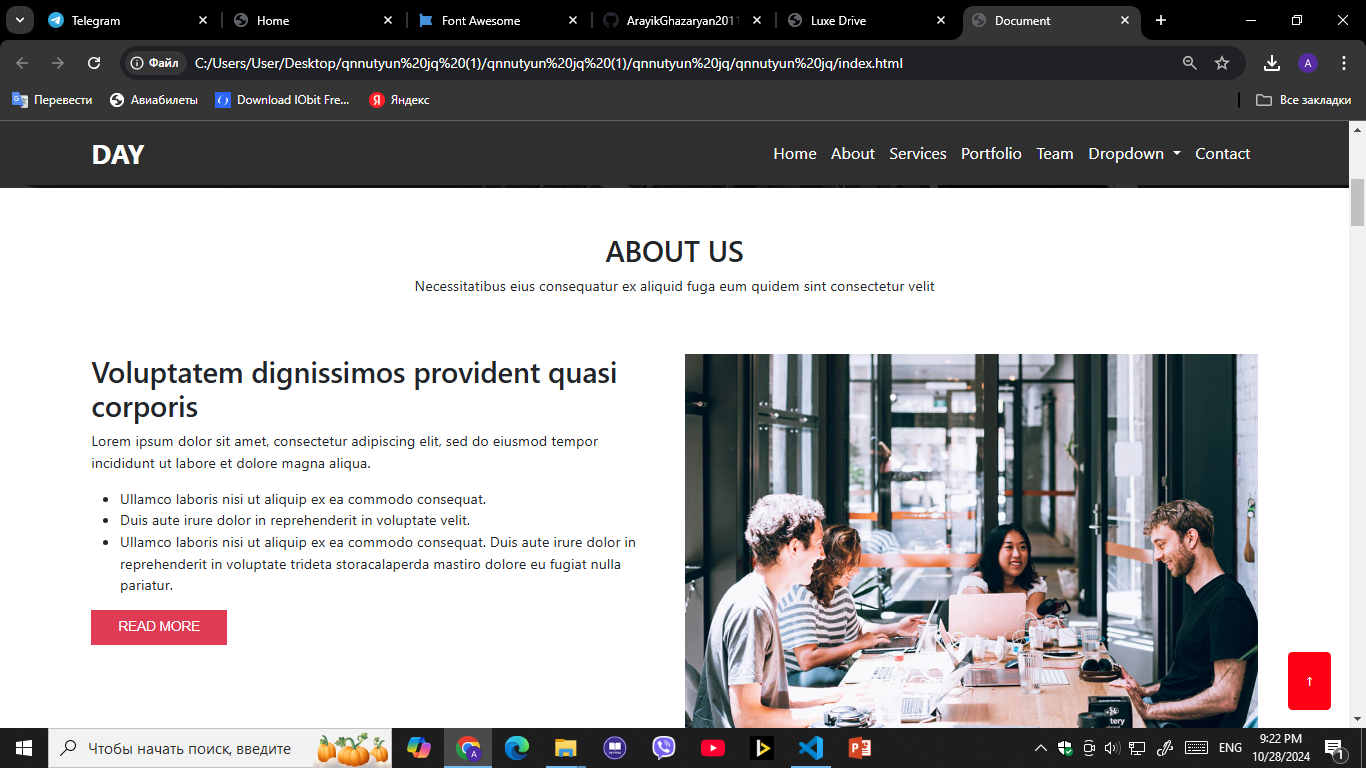 Telegram
Home
Font Awesome
ArayikGhazaryan2011
Luxe Drive
Document
Файл
C:/Users/User/Desktop/qnnutyun%20jq%20(1)/qnnutyun%20jq%20(1)/qnnutyun%20jq/qnnutyun%20jq/index.html
A
Перевести
Авиабилеты
Download IObit Fre...
Яндекс
Все закладки
DAY
Home About Services Portfolio Team Dropdown Contact
ABOUT US
Necessitatibus eius consequatur ex aliquid fuga eum quidem sint consectetur velit
Voluptatem dignissimos provident quasi
corporis
Lorem ipsum dolor sit amet, consectetur adipiscing elit, sed do eiusmod tempor
incididunt ut labore et dolore magna aliqua.
• Ullamco laboris nisi ut aliquip ex ea commodo consequat.
• Duis aute irure dolor in reprehenderit in voluptate velit.
• Ullamco laboris nisi ut aliquip ex ea commodo consequat. Duis aute irure dolor in
reprehenderit in voluptate trideta storacalaperda mastiro dolore eu fugiat nulla
pariatur.
READ MORE
↑
Чтобы начать поиск, введите
ENG
9:22 PM
10/28/2024
1